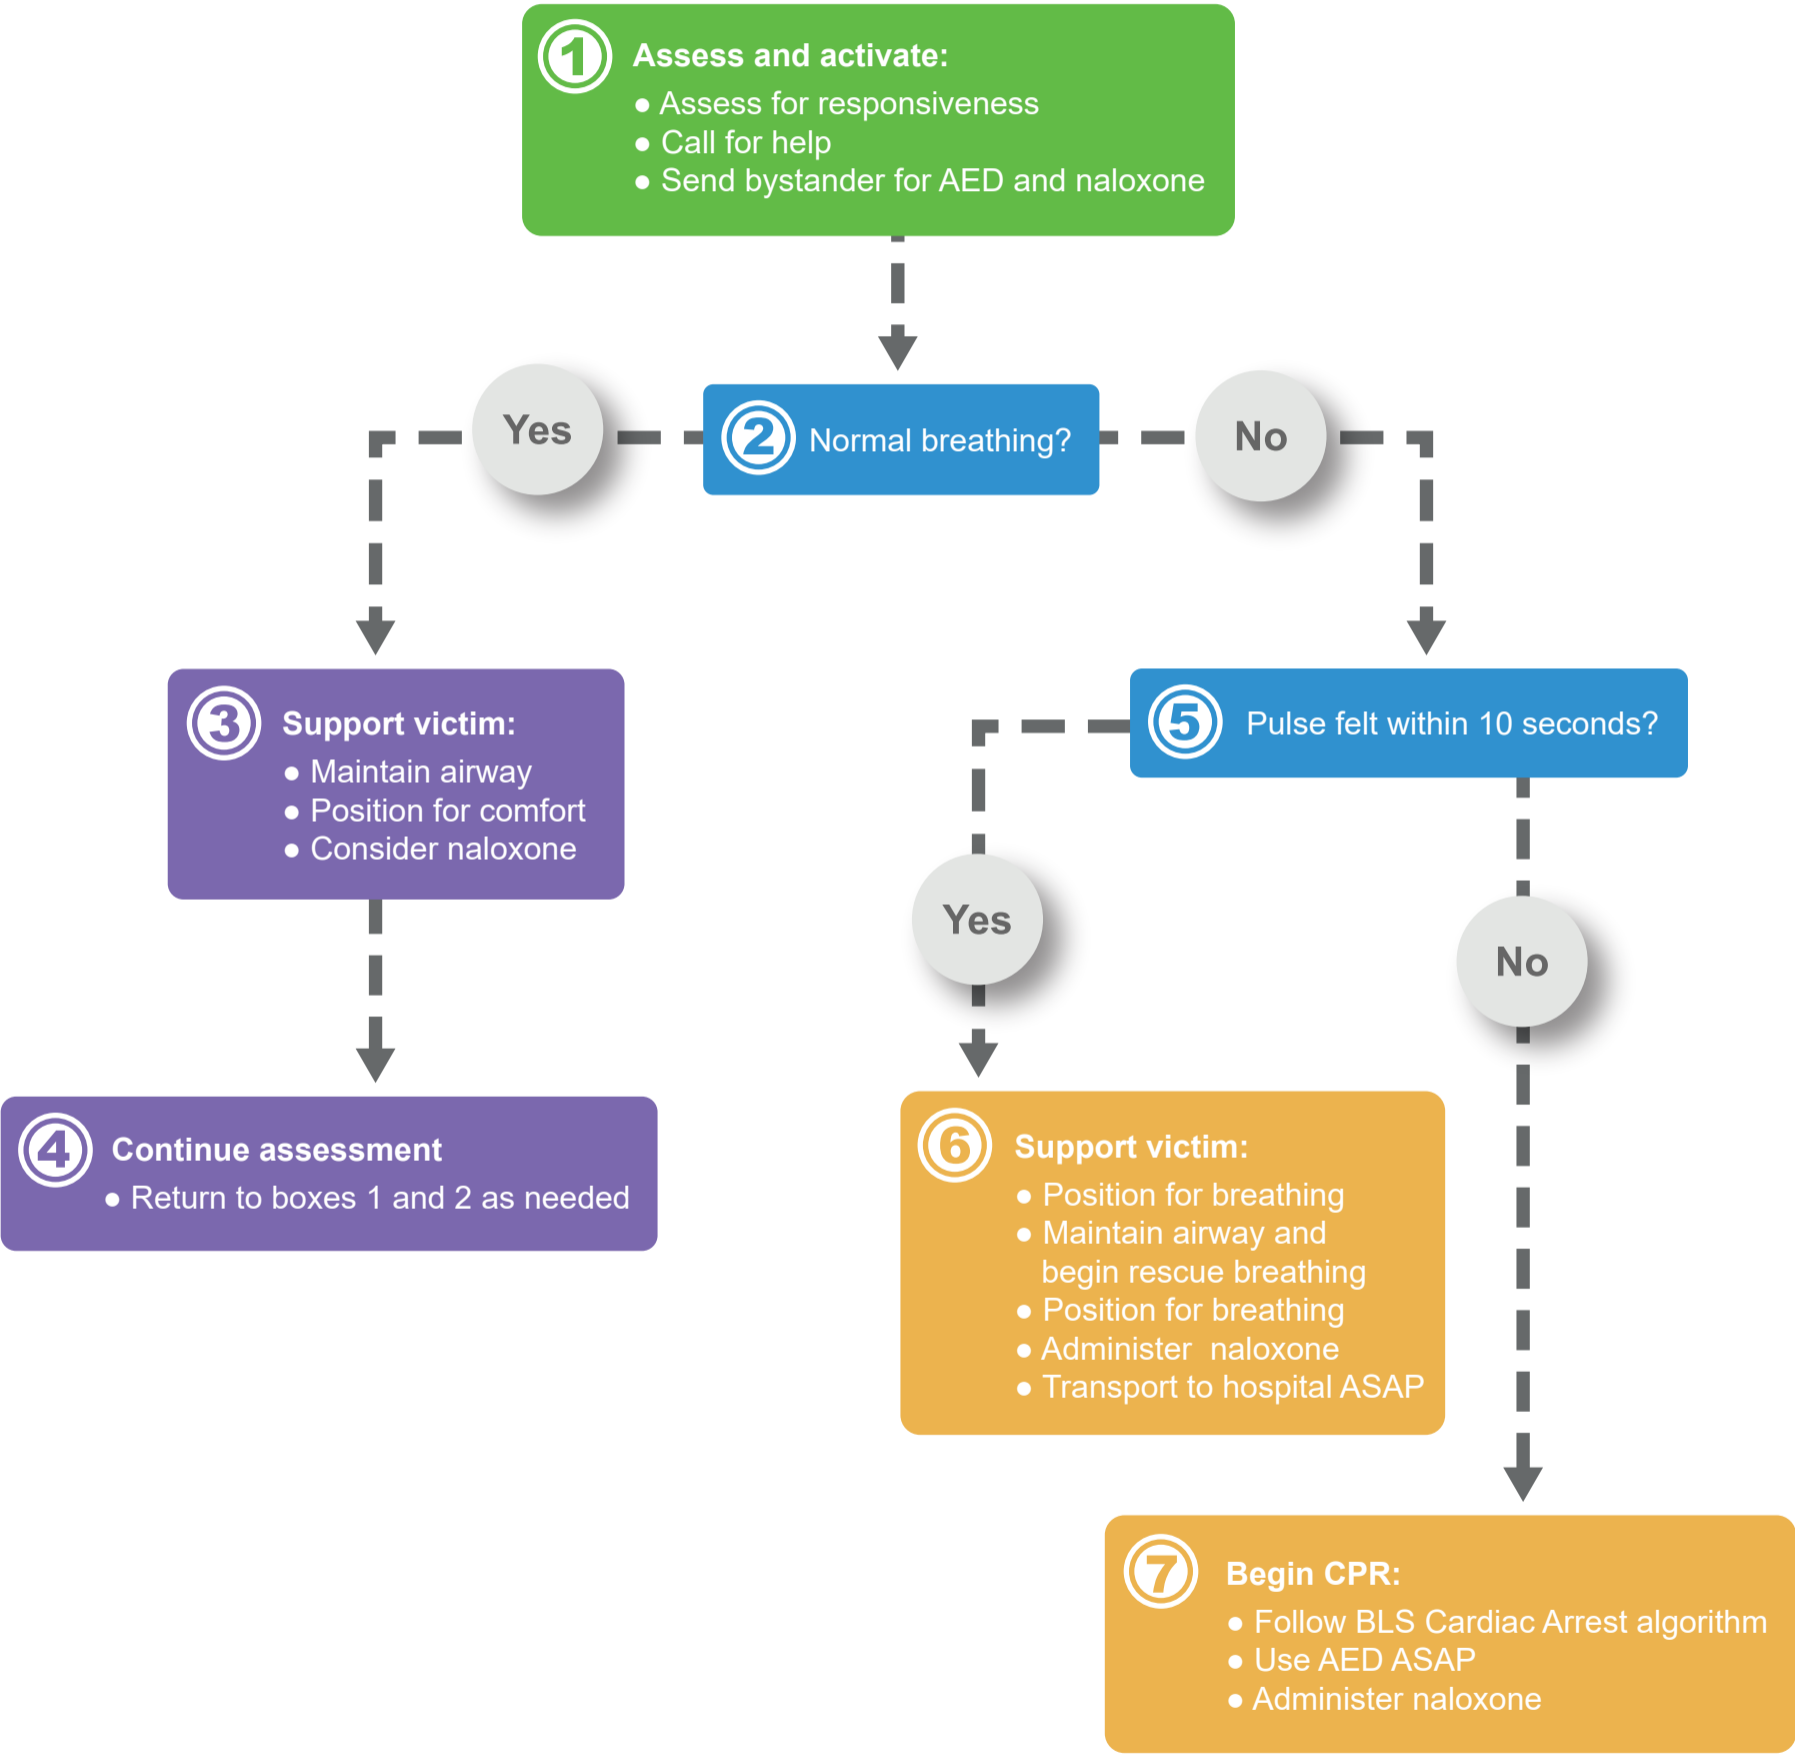 1 Assess and activate:
● Assess for responsiveness
● Call for help
● Send bystander for AED and naloxone
Yes
2 Normal breathing?
No
3 Support victim:
● Maintain airway
● Position for comfort
● Consider naloxone
4 Continue assessment
● Return to boxes 1 and 2 as needed
5 Pulse felt within 10 seconds?
Yes
No
6 Support victim:
● Position for breathing
● Maintain airway and
begin rescue breathing
● Position for breathing
● Administer  naloxone
● Transport to hospital ASAP
7 Begin CPR:
● Follow BLS Cardiac Arrest algorithm
● Use AED ASAP
● Administer naloxone